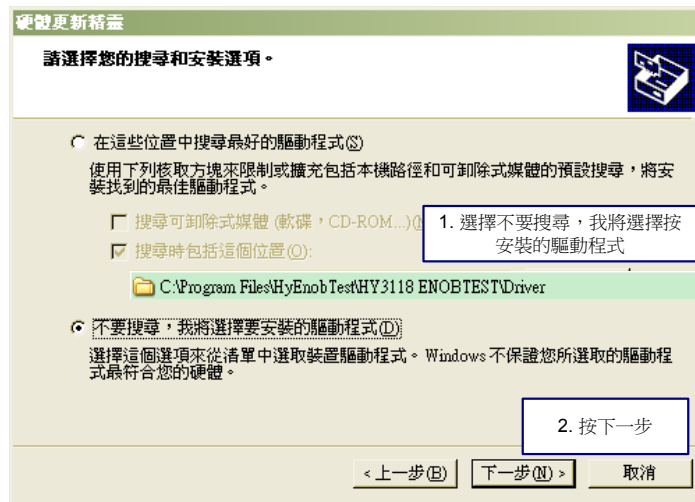 硬體更新精靈
請選擇您的搜尋和安裝選項。
在這些位置中搜尋最好的驅動程式(S)
使用下列核取方塊來限制或擴充包括本機路徑和可卸除式媒體的預設搜尋，將安
裝找到的最佳驅動程式。
搜尋可卸除式媒體 (軟碟，CD-ROM...)
1. 選擇不要搜尋，我將選擇按
安裝的驅動程式
搜尋時包括這個位置(O):
C:\Program Files\HyEnobTest\HY3118 ENOBTEST\Driver
不要搜尋，我將選擇要安裝的驅動程式(D)
選擇這個選項來從清單中選取裝置驅動程式。Windows 不保證您所選取的驅動程
式最符合您的硬體。
2. 按下一步
<上一步(B)
下一步(N) >
取消